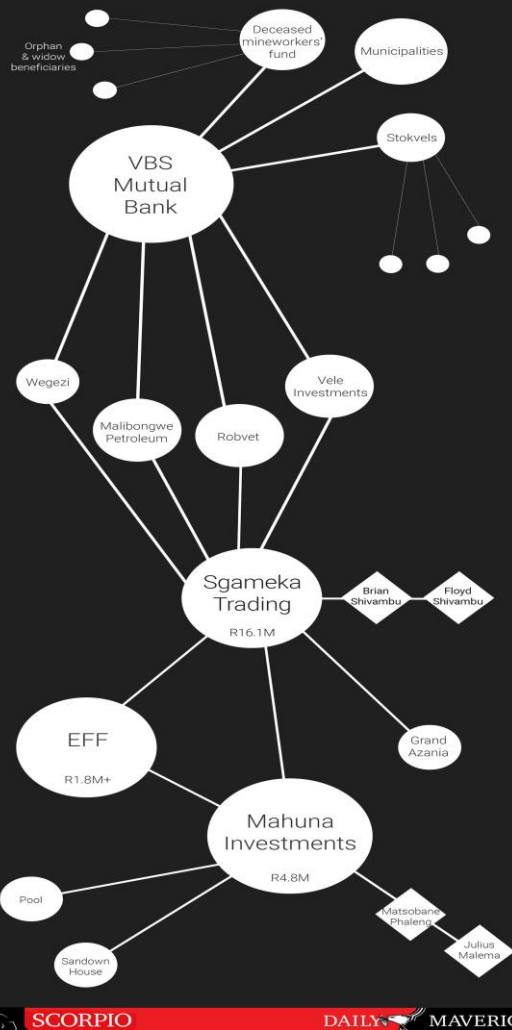 Orphan
& widow
beneficiaries
Deceased
mineworkers'
fund
Municipalities
VBS
Mutual
Bank
Stokvels
Wegezi
Malibongwe
Petroleum
Robvet
Vele
Investments
Sgameka
Trading
R16.1M
Brian
Shivambu
Floyd
Shivambu
EFF
R1.8M+
Grand
Azania
Mahuna
Investments
R4.8M
Pool
Sandown
House
Matsobane
Phaleng
Julius
Malema
SCORPIO
DAILY MAVERIC